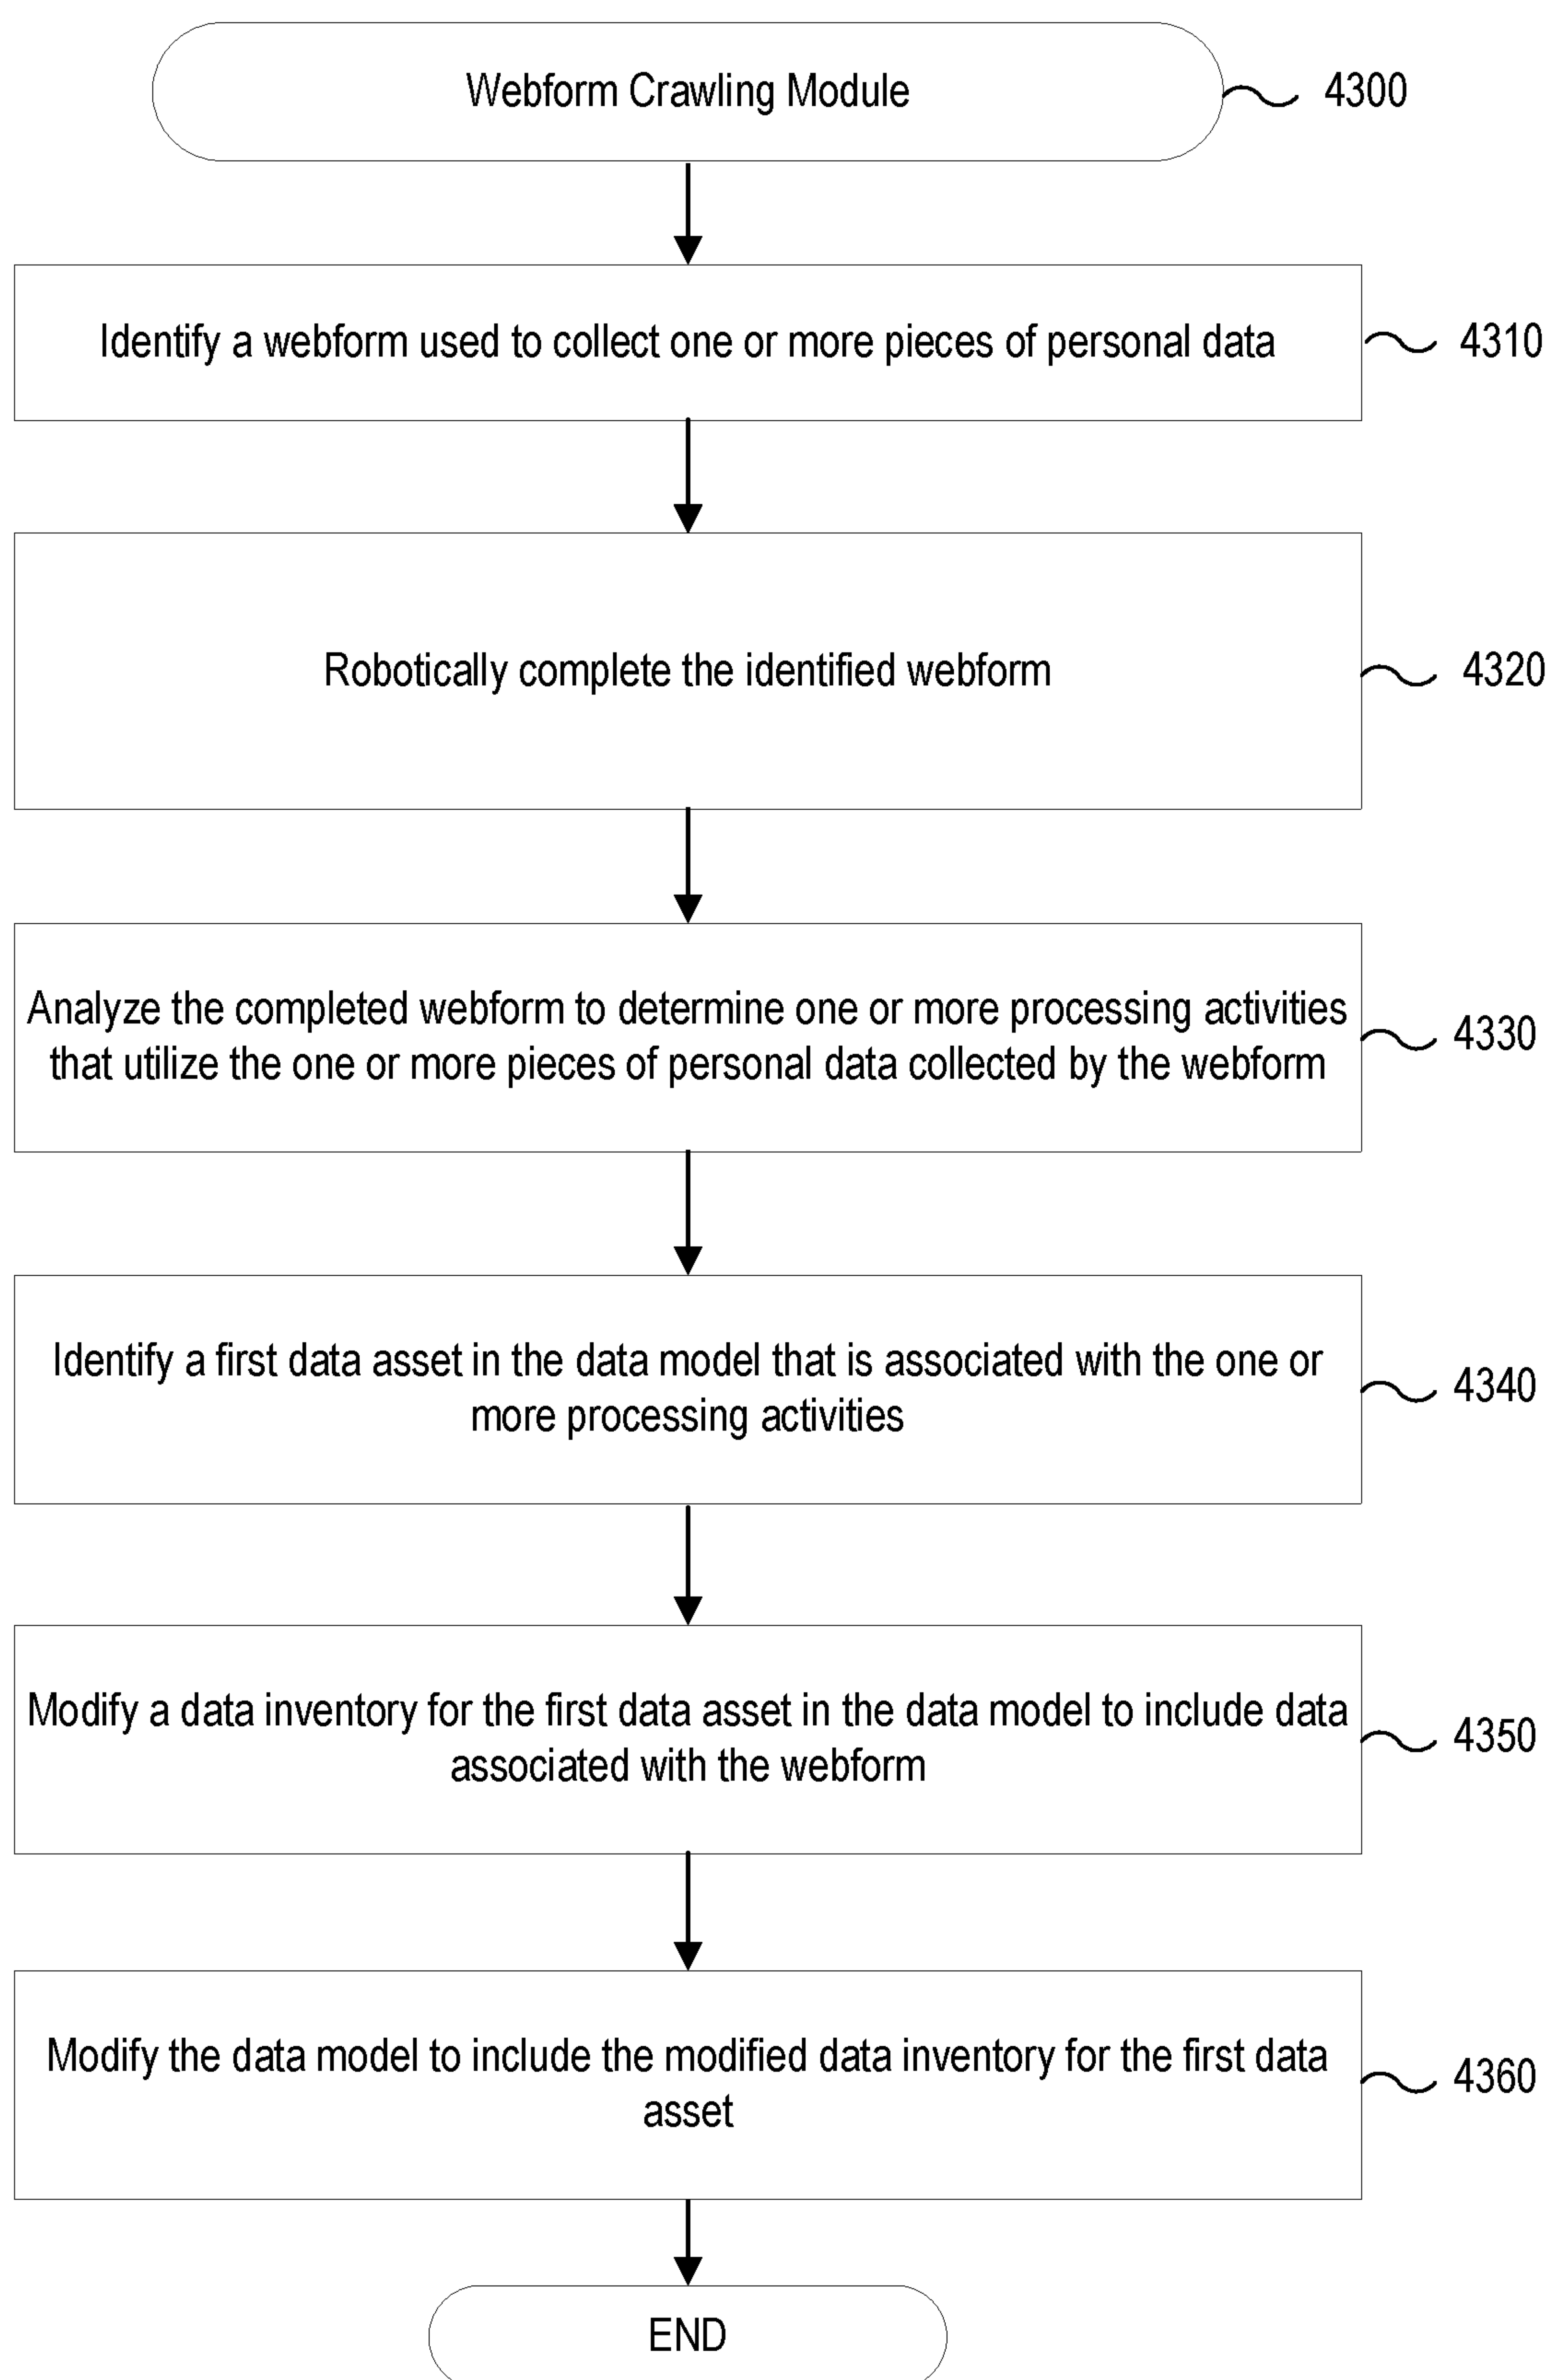 Webform Crawling Module
4300
Identify a webform used to collect one or more pieces of personal data
4310
Robotically complete the identified webform
4320
Analyze the completed webform to determine one or more processing activities
that utilize the one or more pieces of personal data collected by the webform
4330
Identify a first data asset in the data model that is associated with the one or
more processing activities
4340
Modify a data inventory for the first data asset in the data model to include data
associated with the webform
4350
Modify the data model to include the modified data inventory for the first data
asset
4360
END